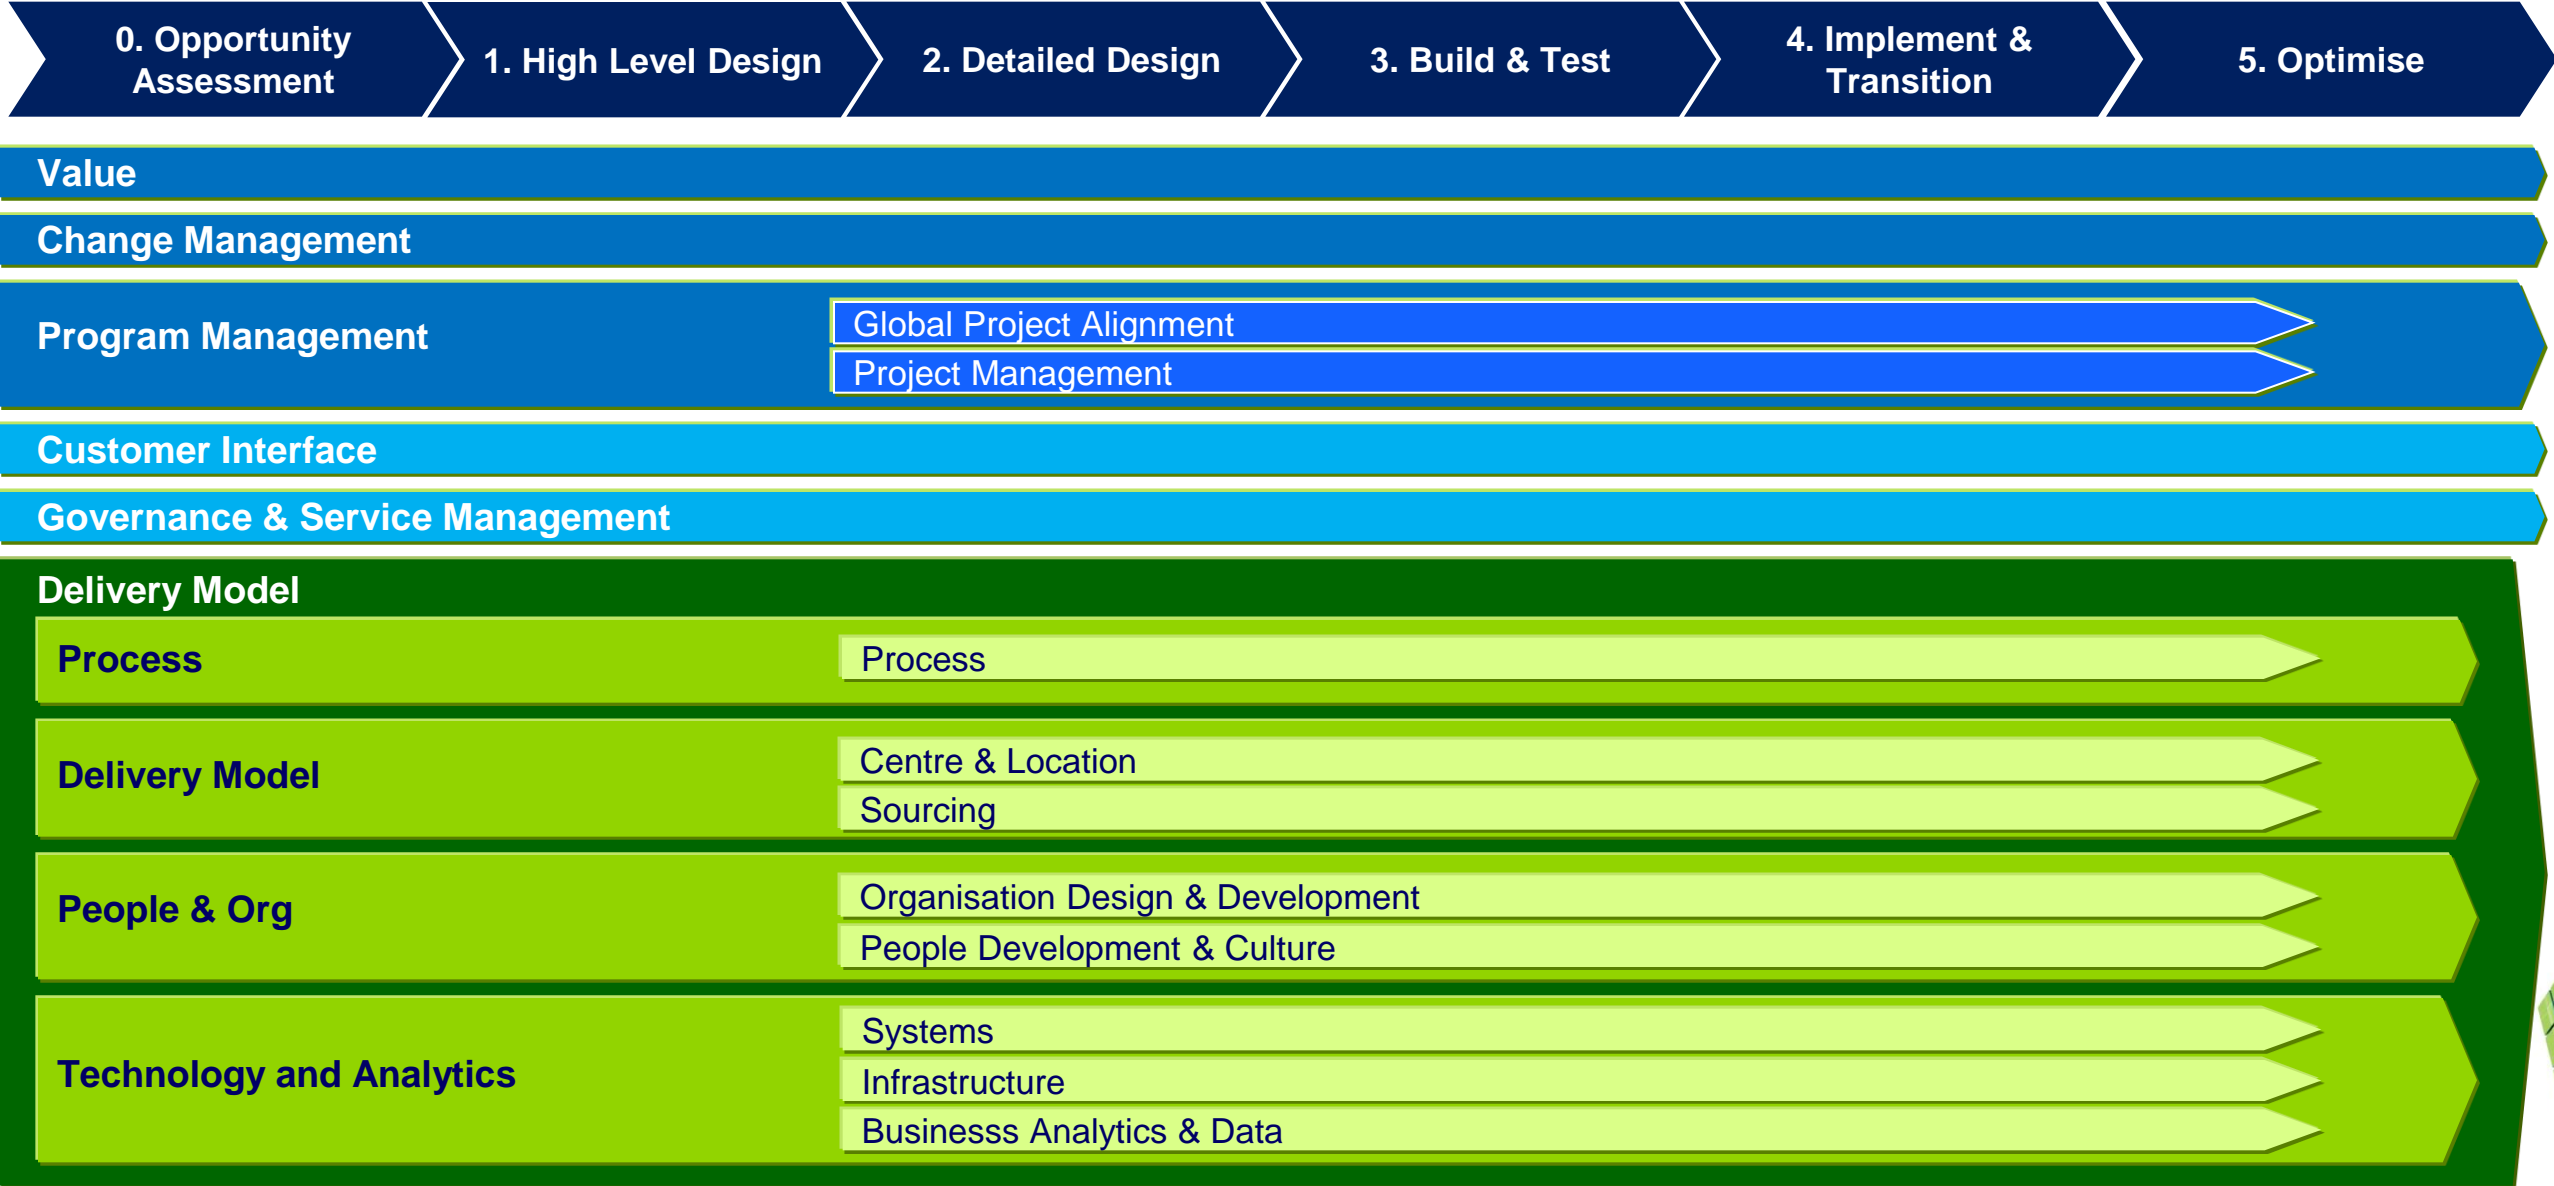 0. Opportunity
Assessment
1. High Level Design
2. Detailed Design
3. Build & Test
4. Implement &
Transition
5. Optimise
Value
Change Management
Program Management
Global Project Alignment
Project Management
Customer Interface
Governance & Service Management
Delivery Model
Process
Process
Delivery Model
Centre & Location
Sourcing
People & Org
Organisation Design & Development
People Development & Culture
Technology and Analytics
Systems
Infrastructure
Businesss Analytics & Data